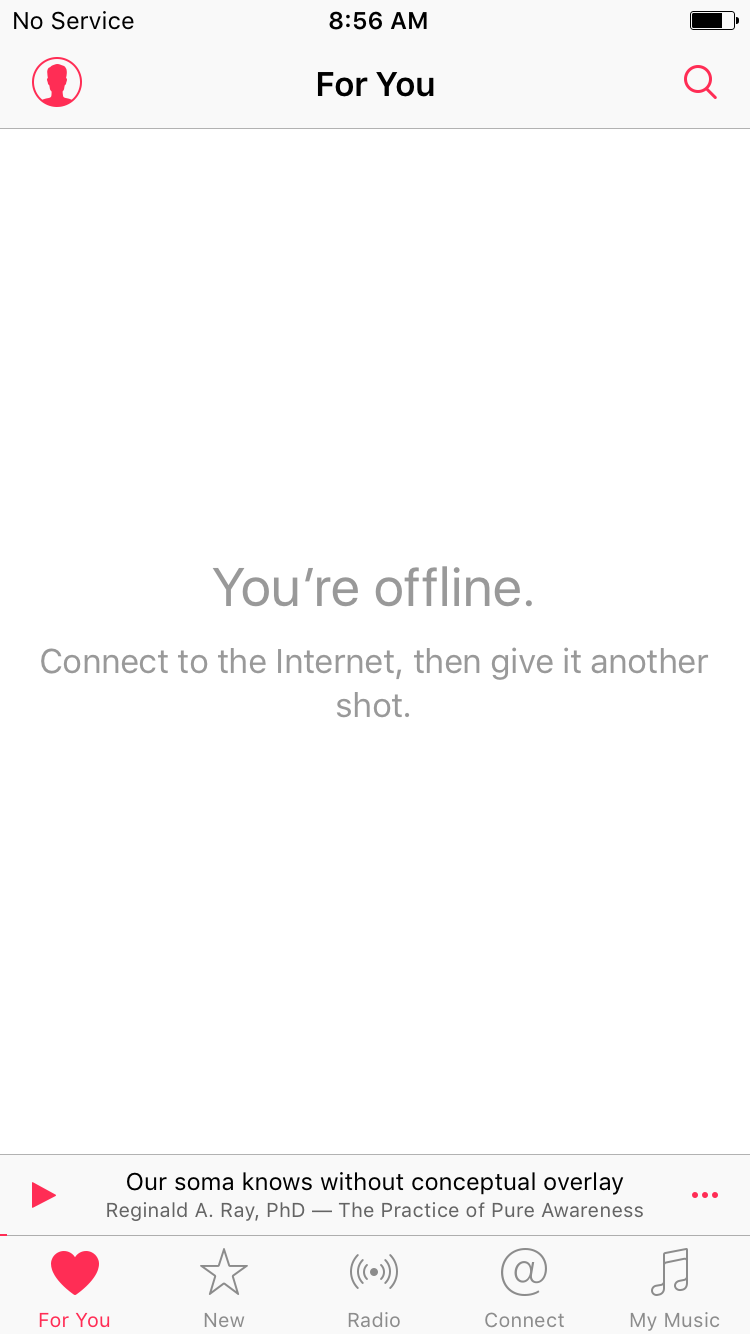 No Service 8:56 AM
For You
You’re offline.
Connect to the Internet, then give it another
shot.
Our soma knows without conceptual overlay
Reginald A. Ray, PhD — The Practice of Pure Awareness
For You New Radio Connect My Music